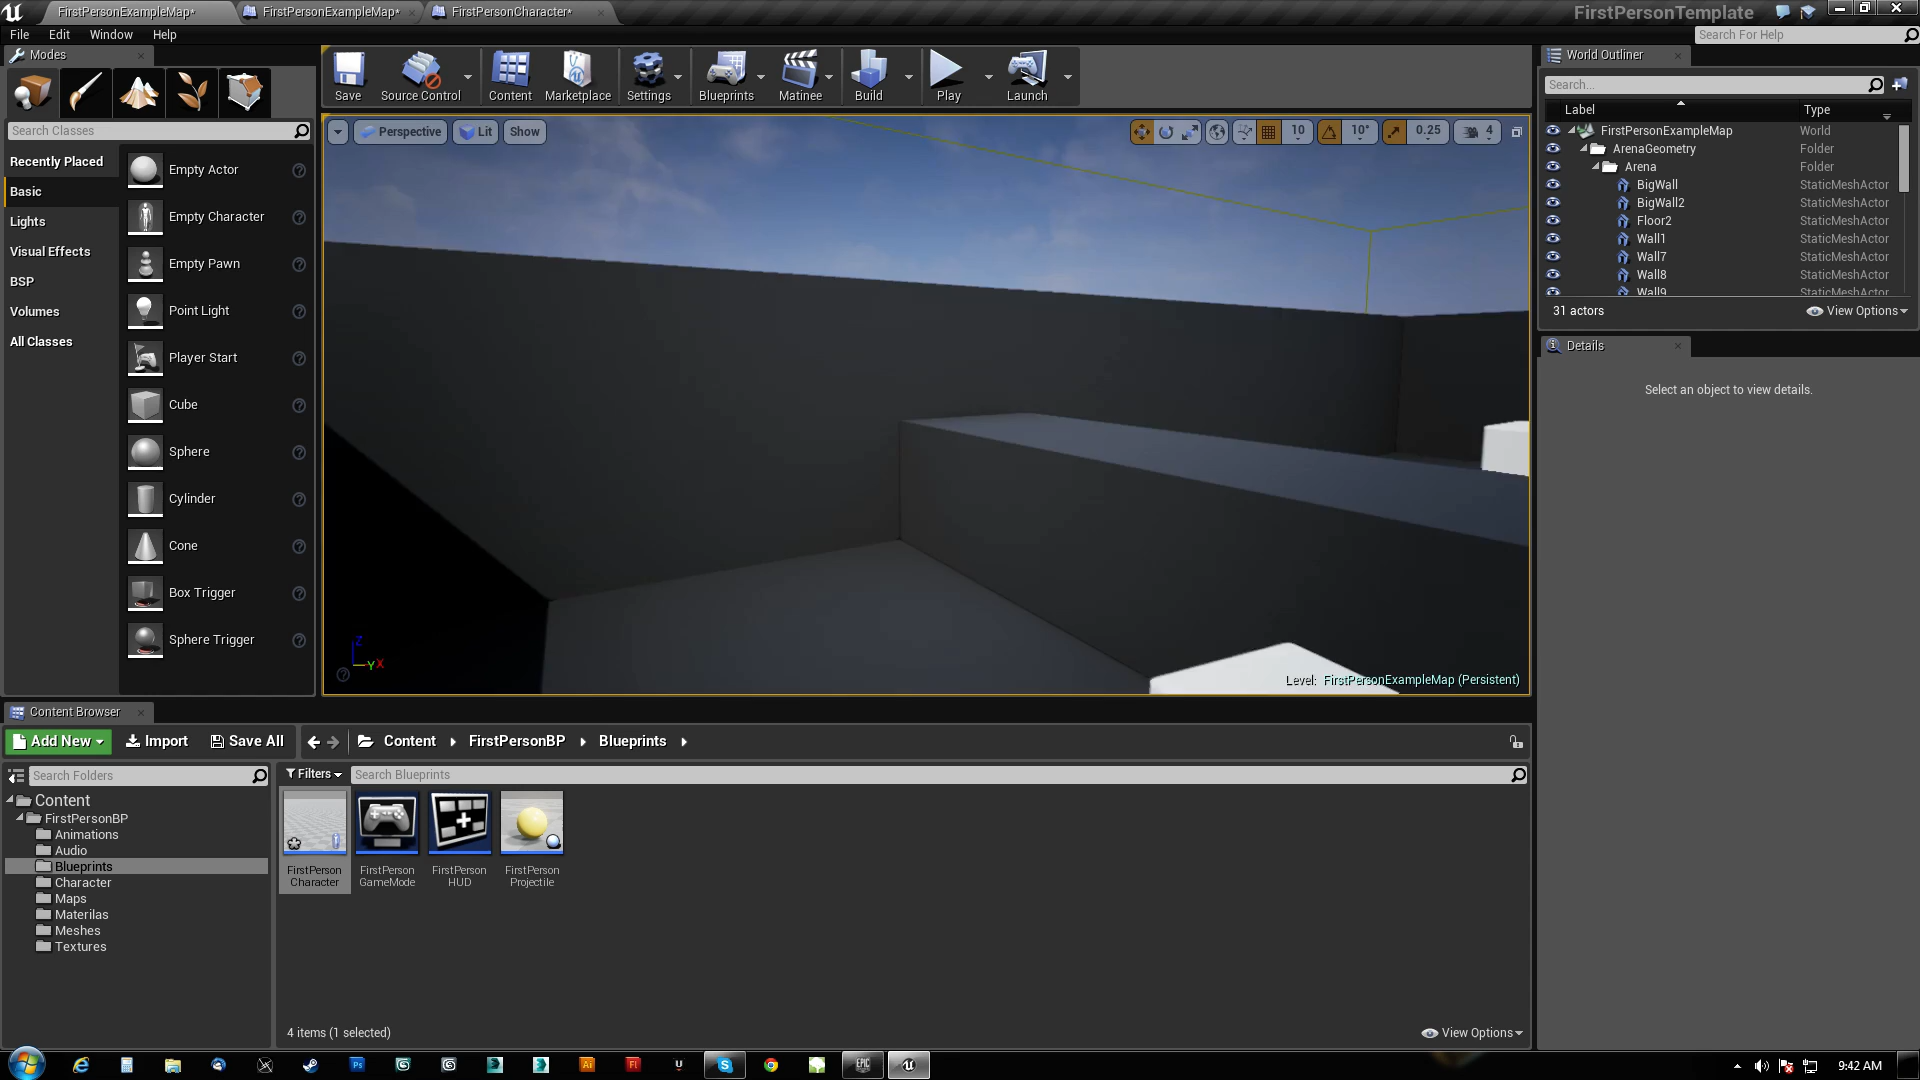 FirstPersonExampleMap*
FirstPersonExampleMap*
FirstPersonCharacter*
FirstPersonTemplate
File Edit Window Help
Search For Help
Modes
Save
Source Control
Content
Marketplace
Settings
Blueprints
Matinee
Build
Play
Launch
World Outliner
Search...
Label
Type
Search Classes
Perspective
Lit
Show
10
10°
0.25
4
Recently Placed
Basic
Lights
Visual Effects
BSP
Volumes
All Classes
Empty Actor
Empty Character
Empty Pawn
Point Light
Player Start
Cube
Sphere
Cylinder
Cone
Box Trigger
Sphere Trigger
FirstPersonExampleMap World
ArenaGeometry Folder
Arena Folder
BigWall StaticMeshActor
BigWall2 StaticMeshActor
Floor2 StaticMeshActor
Wall1 StaticMeshActor
Wall7 StaticMeshActor
Wall8 StaticMeshActor
Wall9 StaticMeshActor
31 actors
View Options
Details
Select an object to view details.
Z
Y
X
Level: FirstPersonExampleMap (Persistent)
Content Browser
Add New
Import
Save All
Content
FirstPersonBP
Blueprints
Search Folders
Filters
Search Blueprints
Content
FirstPersonBP
Animations
Audio
Blueprints
Character
Maps
Materilas
Meshes
Textures
FirstPerson
Character
FirstPerson
GameMode
FirstPerson
HUD
FirstPerson
Projectile
4 items (1 selected)
View Options
Ps
Ai
Fl
S
EPIC
9:42 AM